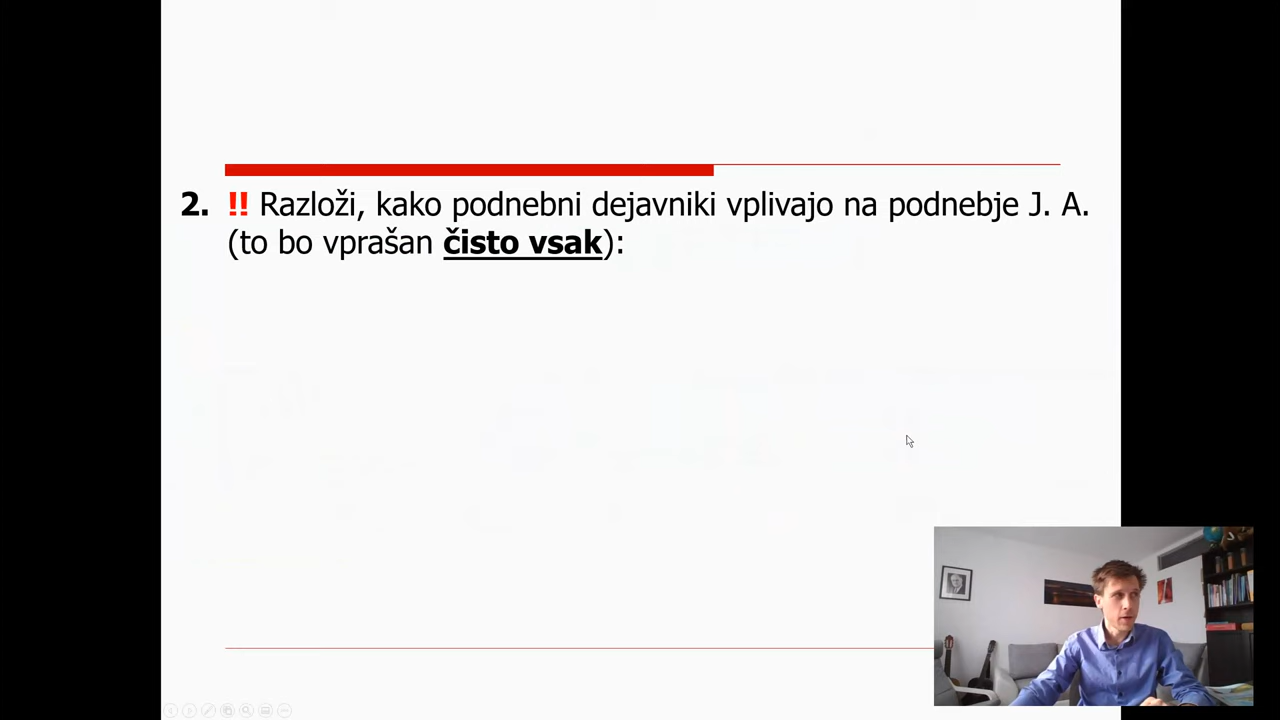 2. !! Razloži, kako podnebni dejavniki vplivajo na podnebje J. A.
(to bo vprašan čisto vsak):